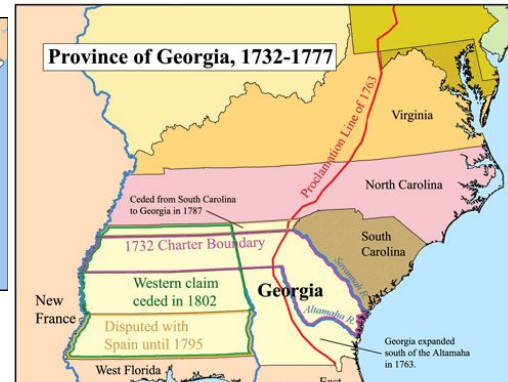 Province of Georgia, 1732-1777
Proclamation Line of 1763
Virginia
North Carolina
Ceded from South Carolina
to Georgia in 1787
South
Carolina
1732 Charter Boundary
Savannah R.
Western claim
ceded in 1802
Georgia
Altamaha R.
New
France
Disputed with
Spain until 1795
Georgia expanded
south of the Altamaha
in 1763.
West Florida
East